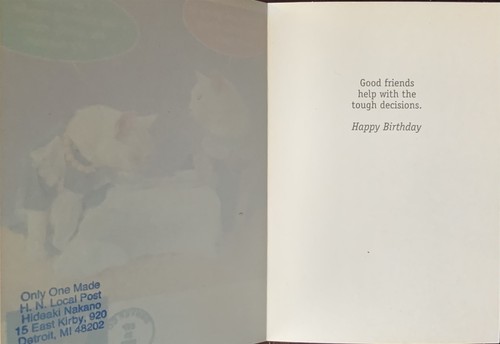 Good friends
help with the
tough decisions.
Happy Birthday
Only One Made
H. N. Local Post
Hideaki Nakano
15 East Kirby, 920
Detroit, MI 48202